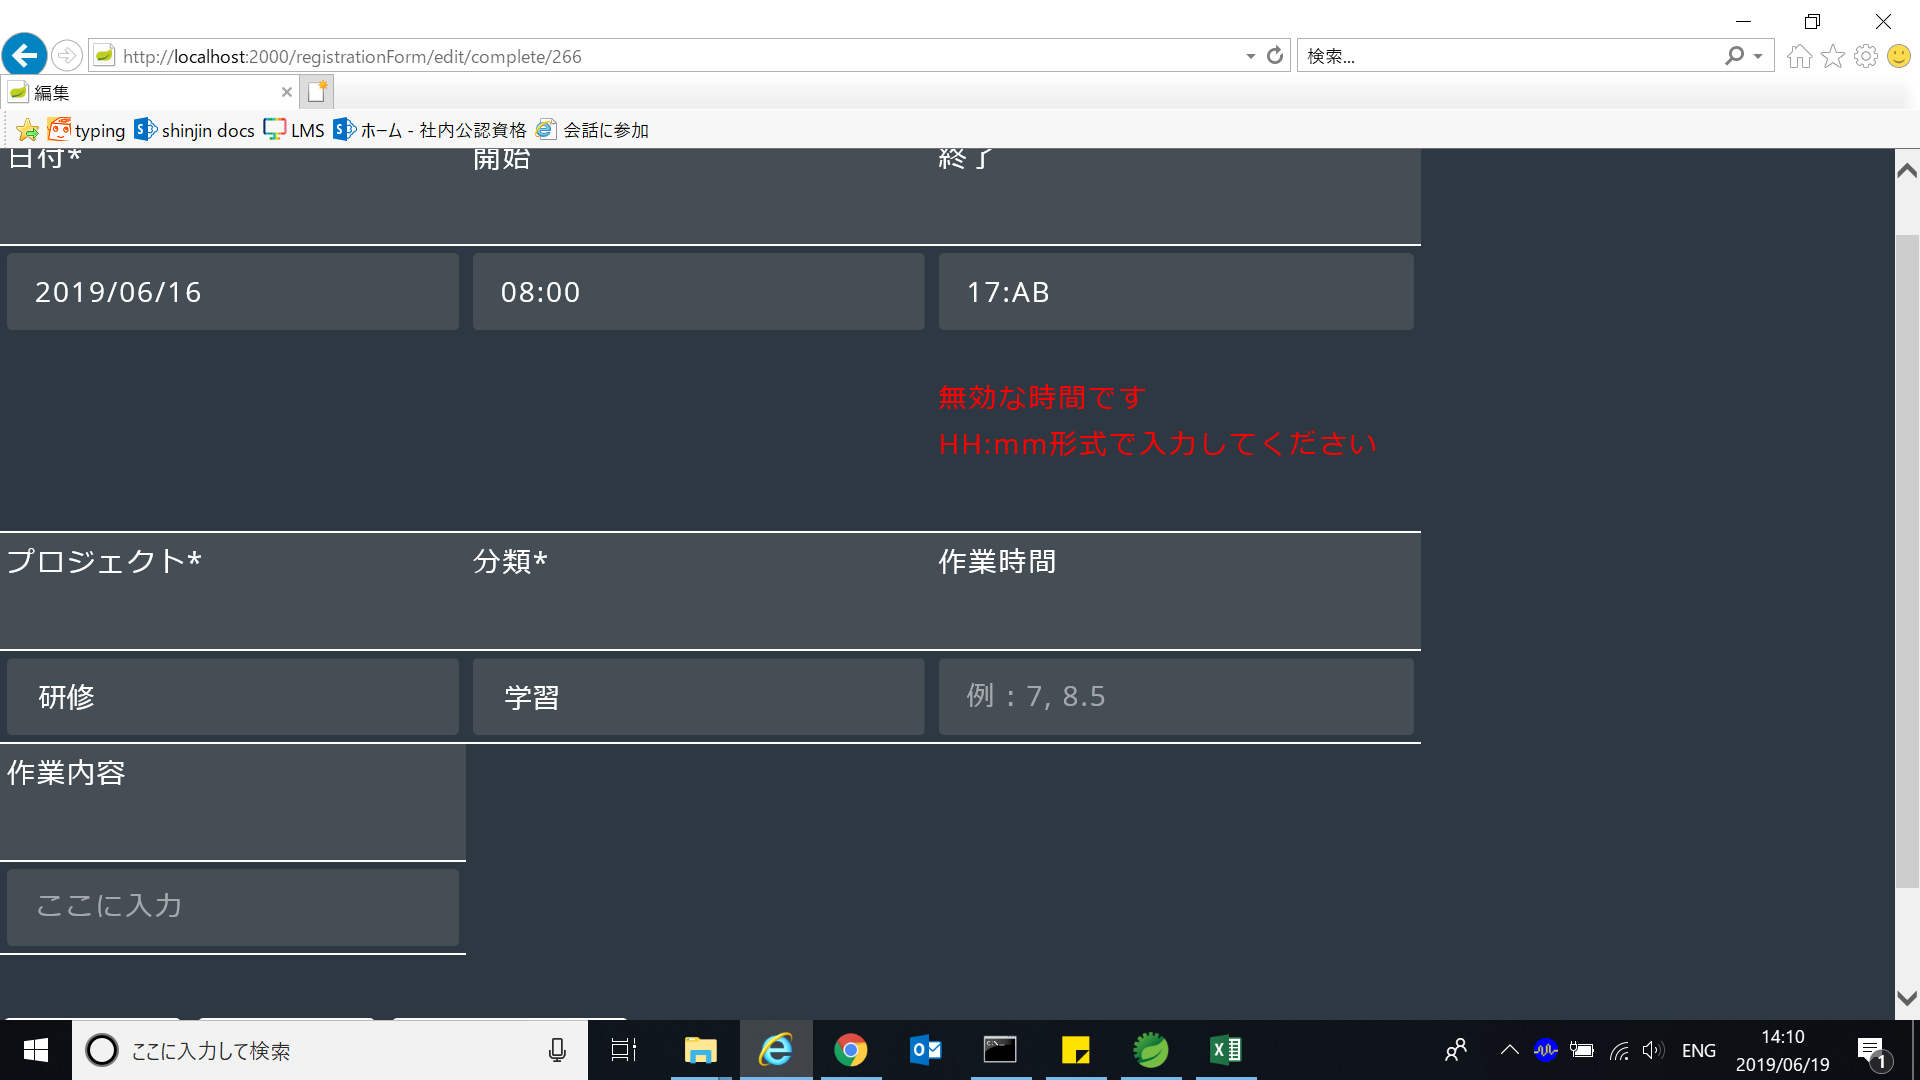 http://localhost:2000/registrationForm/edit/complete/266
検索...
編集
typing
shinjin docs
LMS
ホーム - 社内公認資格
会話に参加
日付*
開始
終了
2019/06/16
08:00
17:AB
無効な時間です
HH:mm形式で入力してください
プロジェクト*
分類*
作業時間
研修
学習
例：7, 8.5
作業内容
ここに入力
ここに入力して検索
ENG
14:10
2019/06/19
1